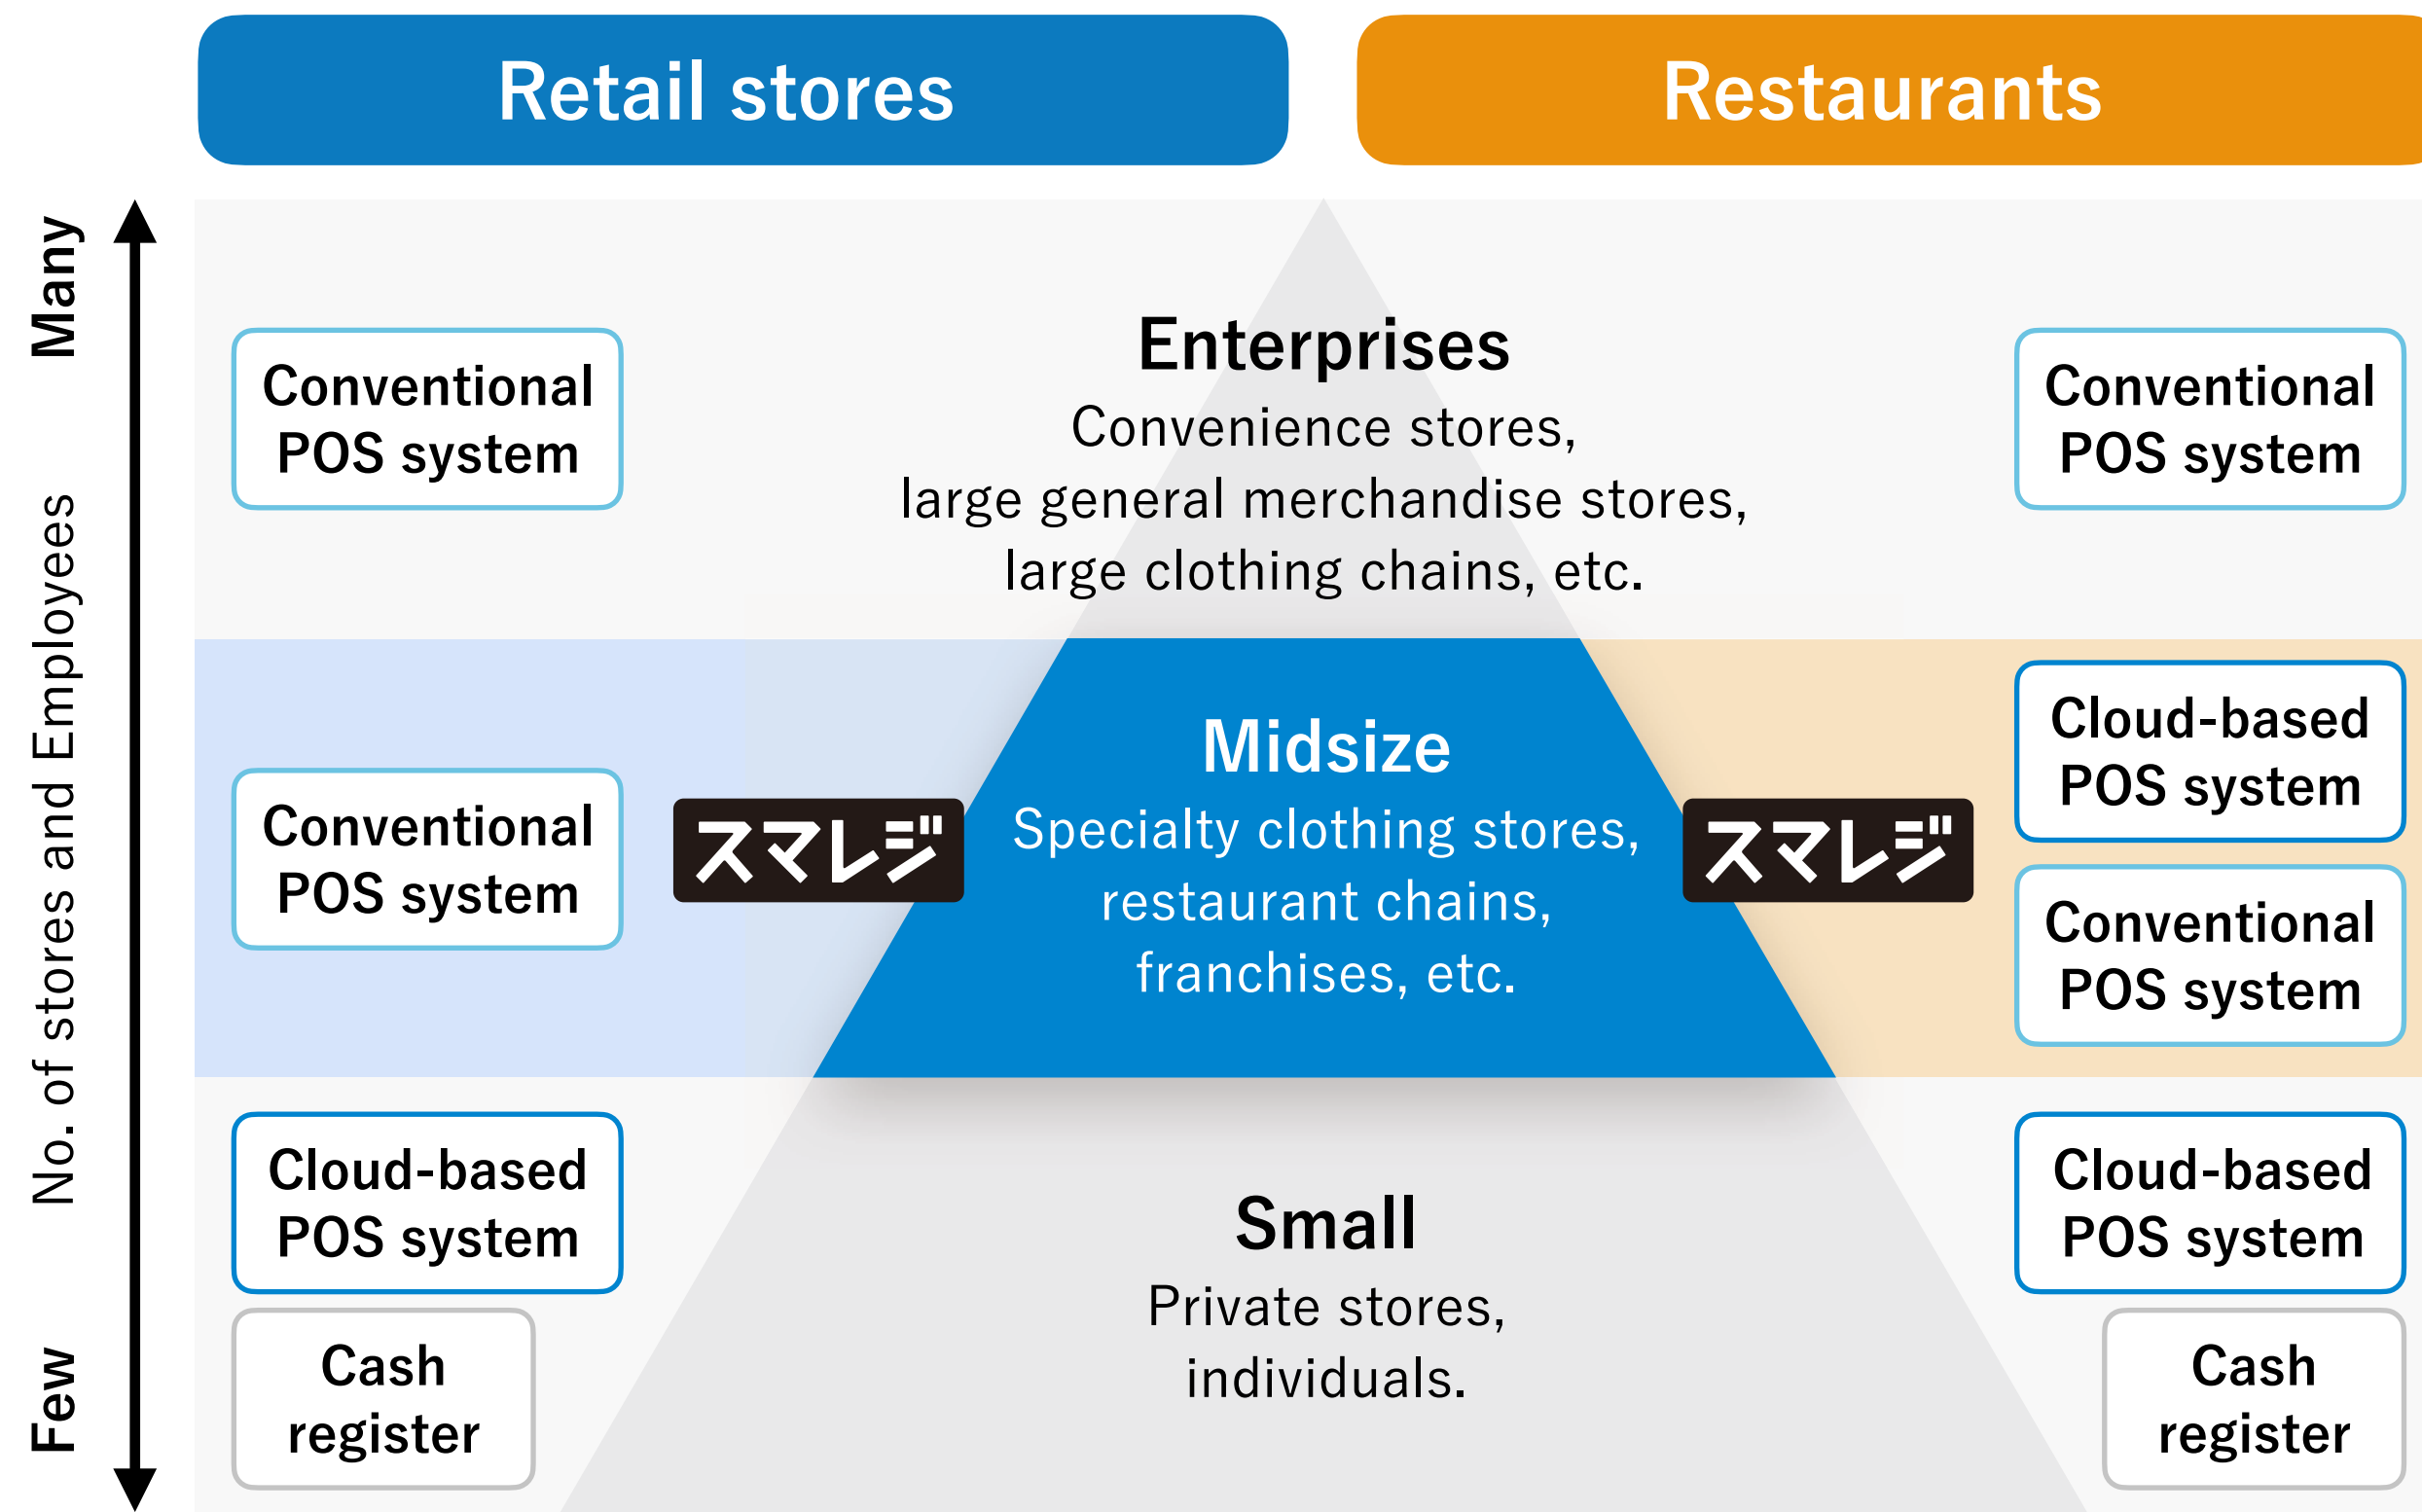 Retail stores
Restaurants
Many
No. of stores and Employees
Few
Conventional
POS system
Enterprises
Convenience stores,
large general merchandise stores,
large clothing chains, etc.
Conventional
POS system
Conventional
POS system
スマレジ
Midsize
Specialty clothing stores,
restaurant chains,
franchises, etc.
スマレジ
Cloud-based
POS system
Conventional
POS system
Cloud-based
POS system
Cash
register
Small
Private stores,
individuals.
Cloud-based
POS system
Cash
register